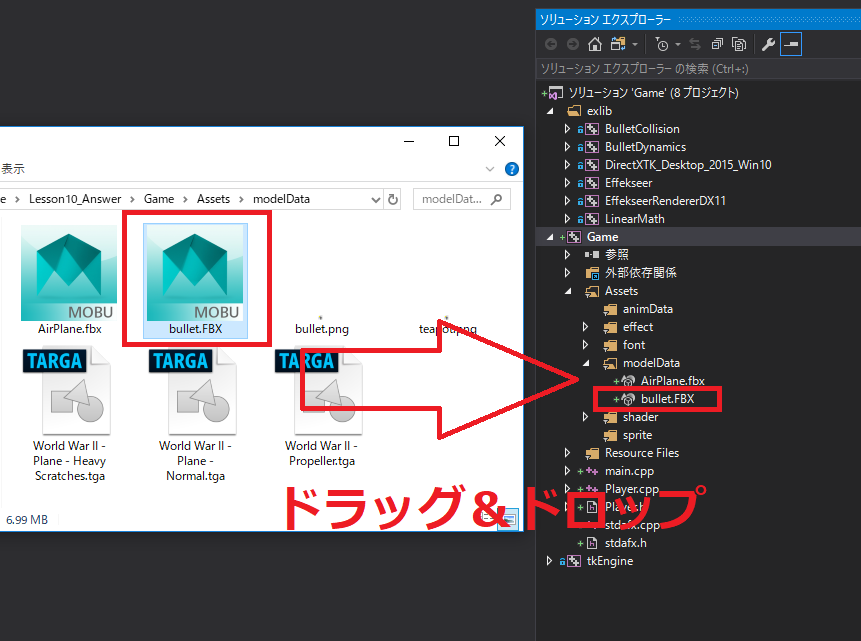 表示
e > Lesson10_Answer > Game > Assets > modelData
modelDat...
MOBU
AirPlane.fbx
MOBU
bullet.FBX
bullet.png
teapot.png
TARGA
World War II -
Plane - Heavy
Scratches.tga
TARGA
World War II -
Plane -
Normal.tga
TARGA
World War II -
Propeller.tga
6.99 MB
ドラッグ＆ドロップ
ソリューション エクスプローラー
ソリューション エクスプローラー の検索 (Ctrl+:)
ソリューション 'Game' (8 プロジェクト)
exlib
BulletCollision
BulletDynamics
DirectXTK_Desktop_2015_Win10
Effekseer
EffekseerRendererDX11
LinearMath
Game
参照
外部依存関係
Assets
animData
effect
font
modelData
AirPlane.fbx
bullet.FBX
shader
sprite
Resource Files
main.cpp
Player.cpp
Player.h
stdafx.cpp
stdafx.h
tkEngine